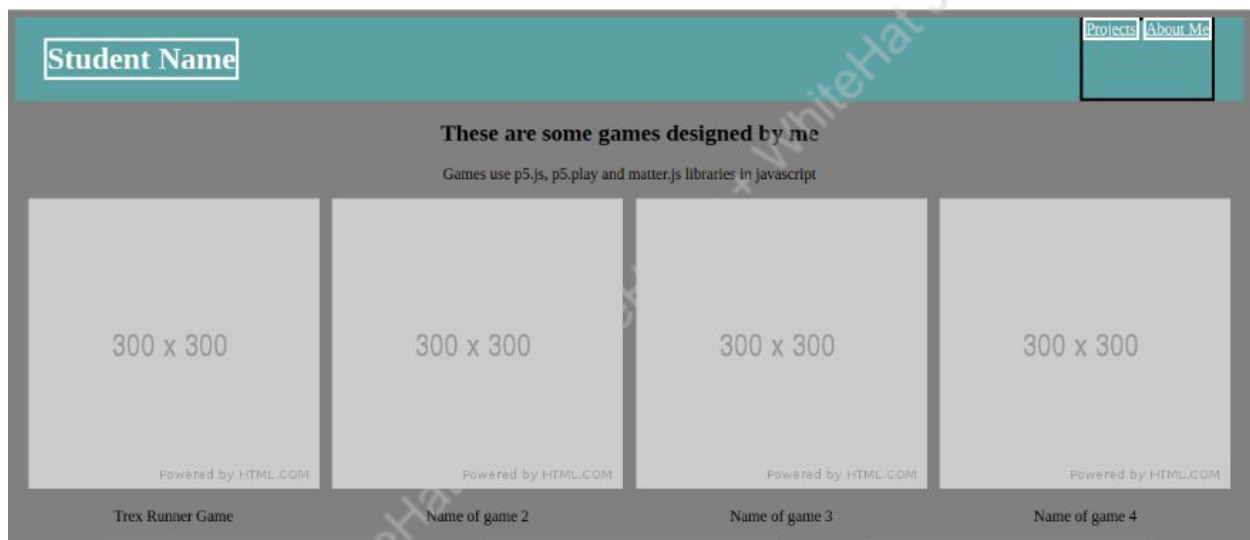 Projects About Me
Student Name
These are some games designed by me
Games use p5.js, p5.play and matter.js libraries in javascript
300 x 300 300 x 300 300 x 300 300 x 300
Powered by HTML.COM Powered by HTML.COM Powered by HTML.COM Powered by HTML.COM
Trex Runner Game Name of game 2 Name of game 3 Name of game 4
WhiteHat